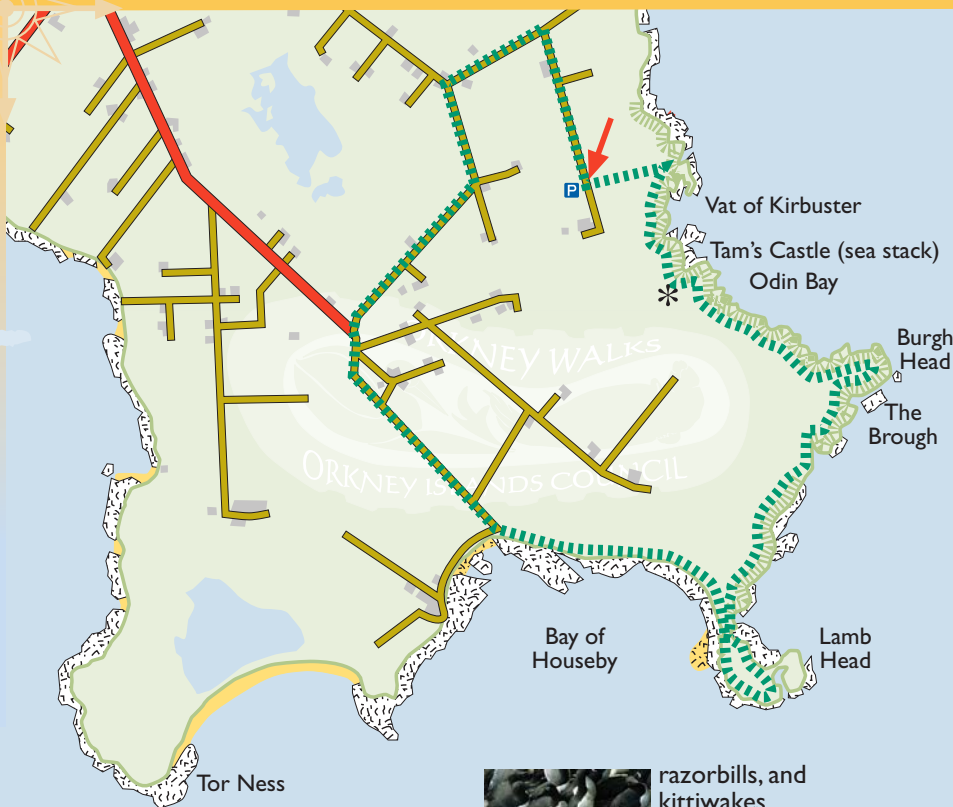 P
Vat of Kirbuster
Tam's Castle (sea stack)
Odin Bay
*
Burgh
Head
The
Brough
ORKNEY WALKS
ORKNEY ISLANDS COUNCIL
Bay of
Houseby
Lamb
Head
Tor Ness
razorbills, and
kittiwakes